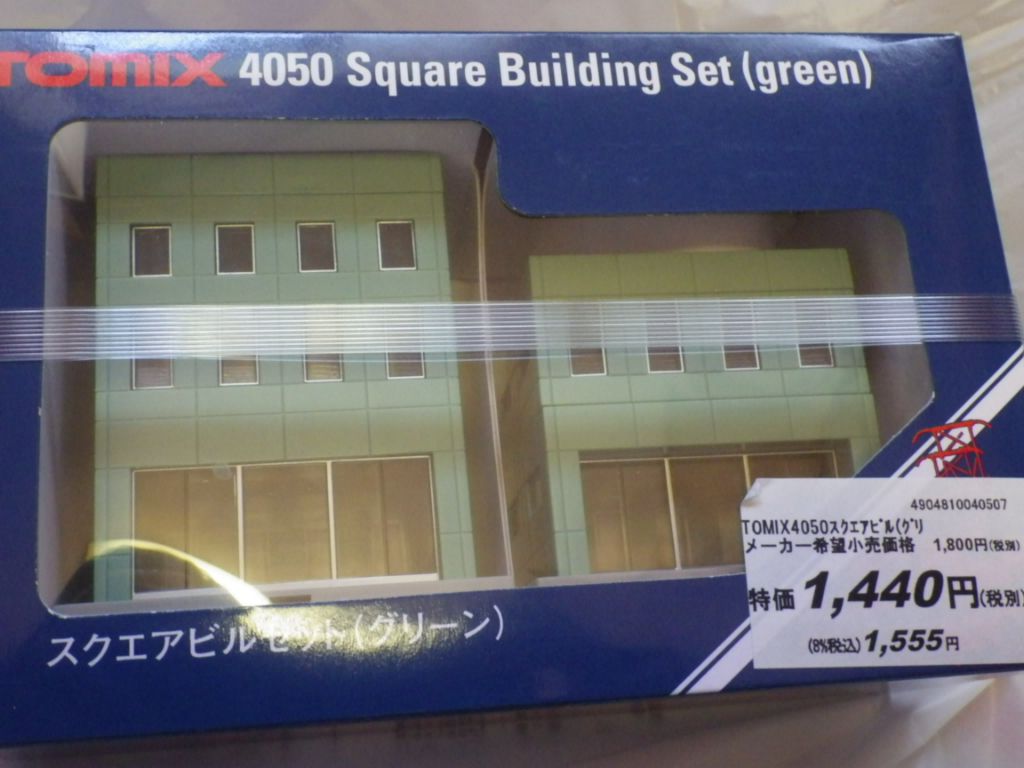 TOMIX 4050 Square Building Set (green)
スクエアビルセット(グリーン)
4904810040507
TOMIX4050スクエアビル(グリ
メーカー希望小売価格 1,800円(税別)
特価 1,440円(税別)
(8%税込) 1,555円